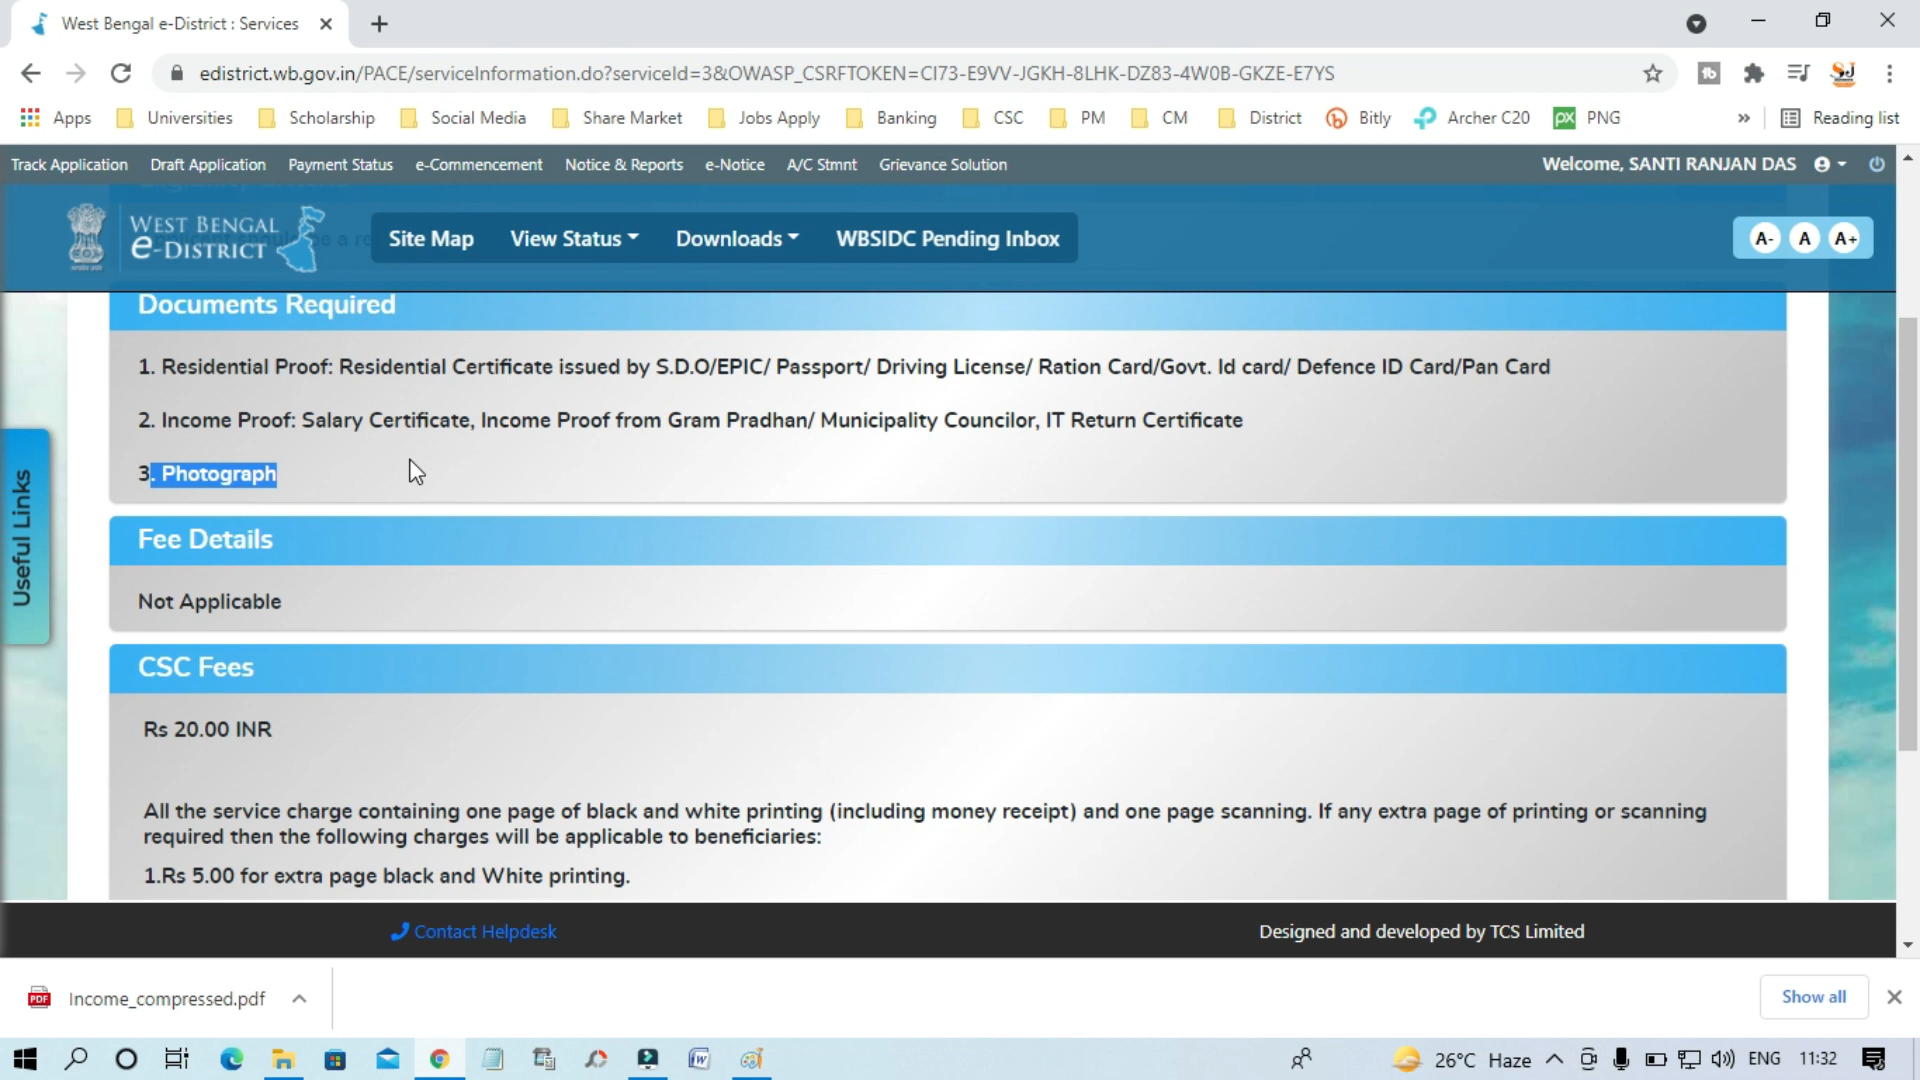 West Bengal e-District : Services
edistrict.wb.gov.in/PACE/serviceInformation.do?serviceId=3&OWASP_CSRFTOKEN=CI73-E9VV-JGKH-8LHK-DZ83-4W0B-GKZE-E7YS
Apps Universities Scholarship Social Media Share Market Jobs Apply Banking CSC PM CM District Bitly Archer C20 PNG » Reading list
Track Application Draft Application Payment Status e-Commencement Notice & Reports e-Notice A/C Stmnt Grievance Solution Welcome, SANTI RANJAN DAS
WEST BENGAL
e-DISTRICT
Site Map View Status Downloads WBSIDC Pending Inbox A- A A+
Documents Required
1. Residential Proof: Residential Certificate issued by S.D.O/EPIC/ Passport/ Driving License/ Ration Card/Govt. Id card/ Defence ID Card/Pan Card
2. Income Proof: Salary Certificate, Income Proof from Gram Pradhan/ Municipality Councilor, IT Return Certificate
3. Photograph
Useful Links
Fee Details
Not Applicable
CSC Fees
Rs 20.00 INR
All the service charge containing one page of black and white printing (including money receipt) and one page scanning. If any extra page of printing or scanning
required then the following charges will be applicable to beneficiaries:
1.Rs 5.00 for extra page black and White printing.
Contact Helpdesk Designed and developed by TCS Limited
PDF Income_compressed.pdf Show all
26°C Haze ENG 11:32